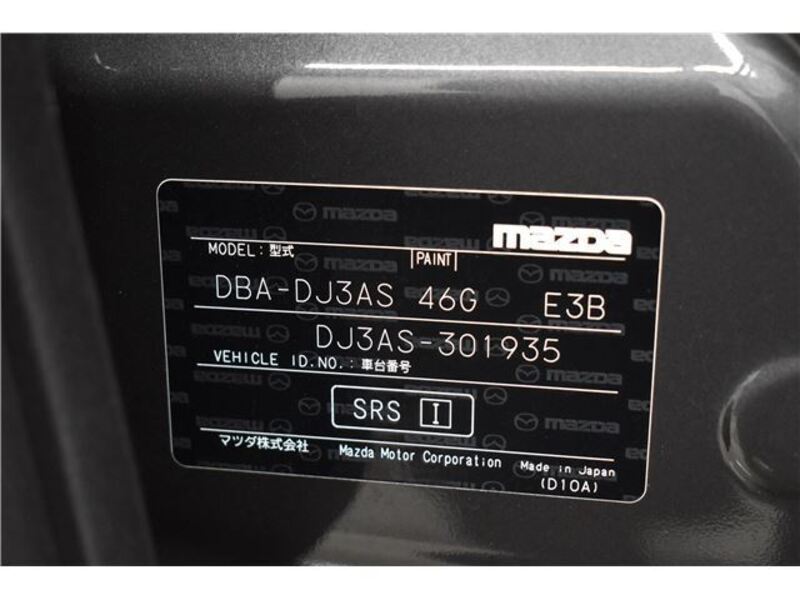 mazda
MODEL : 型式 PAINT
DBA-DJ3AS 46G E3B
DJ3AS-301935
VEHICLE ID.NO. : 車台番号
SRS I
マツダ株式会社 Mazda Motor Corporation Made in Japan
(D10A)